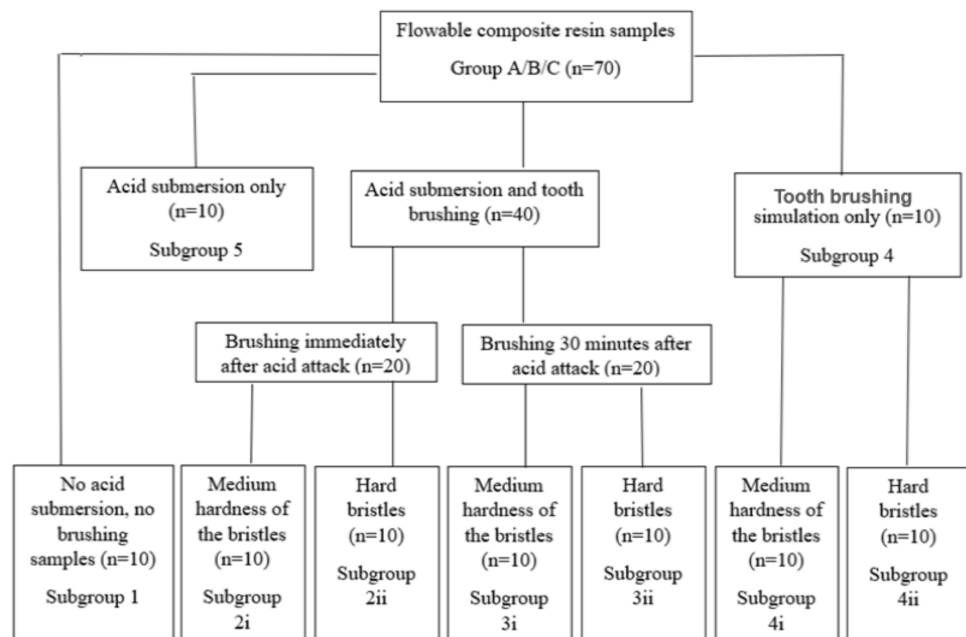 Flowable composite resin samples
Group A/B/C (n=70)
Acid submersion only
(n=10)
Subgroup 5
Acid submersion and tooth
brushing (n=40)
Tooth brushing
simulation only (n=10)
Subgroup 4
Brushing immediately
after acid attack (n=20)
Brushing 30 minutes after
acid attack (n=20)
No acid
submersion, no
brushing
samples (n=10)
Subgroup 1
Medium
hardness of
the bristles
(n=10)
Subgroup
2i
Hard
bristles
(n=10)
Subgroup
2ii
Medium
hardness of
the bristles
(n=10)
Subgroup
3i
Hard
bristles
(n=10)
Subgroup
3ii
Medium
hardness of
the bristles
(n=10)
Subgroup
4i
Hard
bristles
(n=10)
Subgroup
4ii